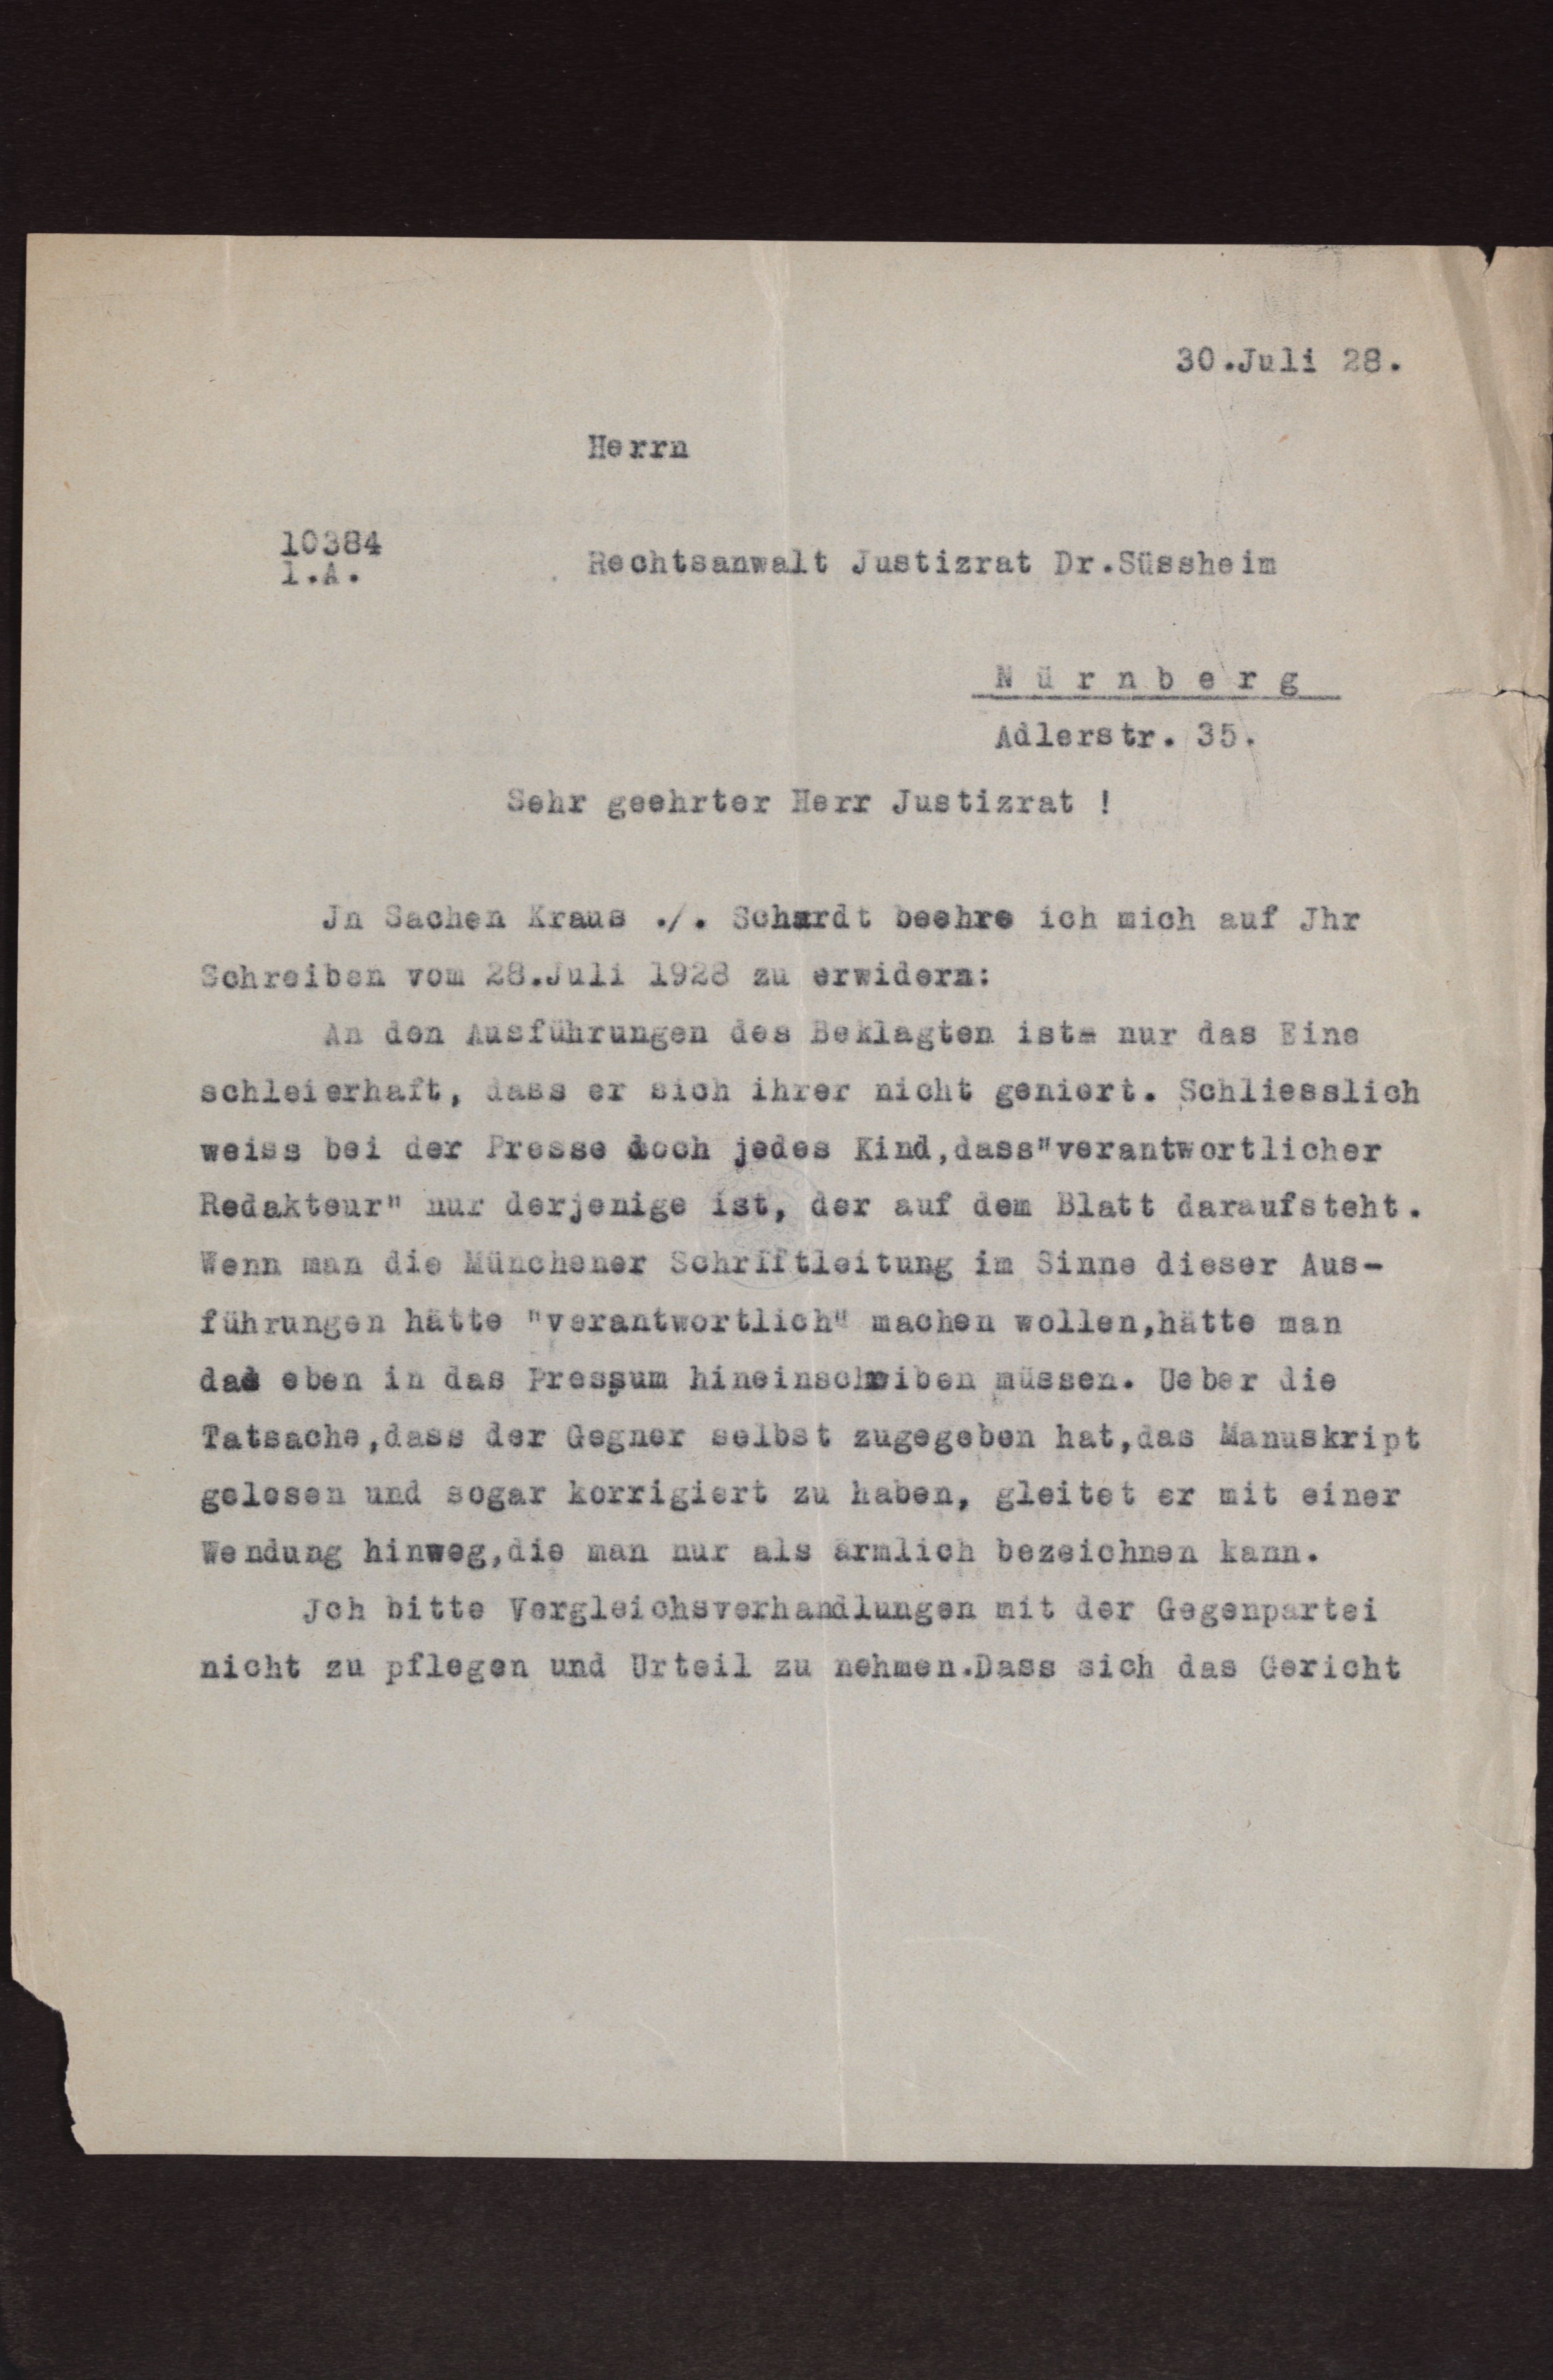 30.Juli 28.
Herrn
10384
l.A.
Rechtsanwalt Justizrat Dr.Süssheim
Nürnberg
Adlerstr. 35.
Sehr geehrter Herr Justizrat !
Jn Sachen Kraus ./. Schardt beehre ich mich auf Jhr
Schreiben vom 28.Juli 1928 zu erwidern:
An den Ausführungen des Beklagten ist nur das Eine
schleierhaft, dass er sich ihrer nicht geniert. Schliesslich
weiss bei der Presse doch jedes Kind,dass"verantwortlicher
Redakteur" nur derjenige ist, der auf dem Blatt daraufsteht.
Wenn man die Münchener Schriftleitung im Sinne dieser Aus-
führungen hätte "verantwortlich" machen wollen,hätte man
das eben in das Pressum hineinschreiben müssen. Ueber die
Tatsache,dass der Gegner selbst zugegeben hat,das Manuskript
gelesen und sogar korrigiert zu haben, gleitet er mit einer
Wendung hinweg,die man nur als ärmlich bezeichnen kann.
Jch bitte Vergleichsverhandlungen mit der Gegenpartei
nicht zu pflegen und Urteil zu nehmen.Dass sich das Gericht